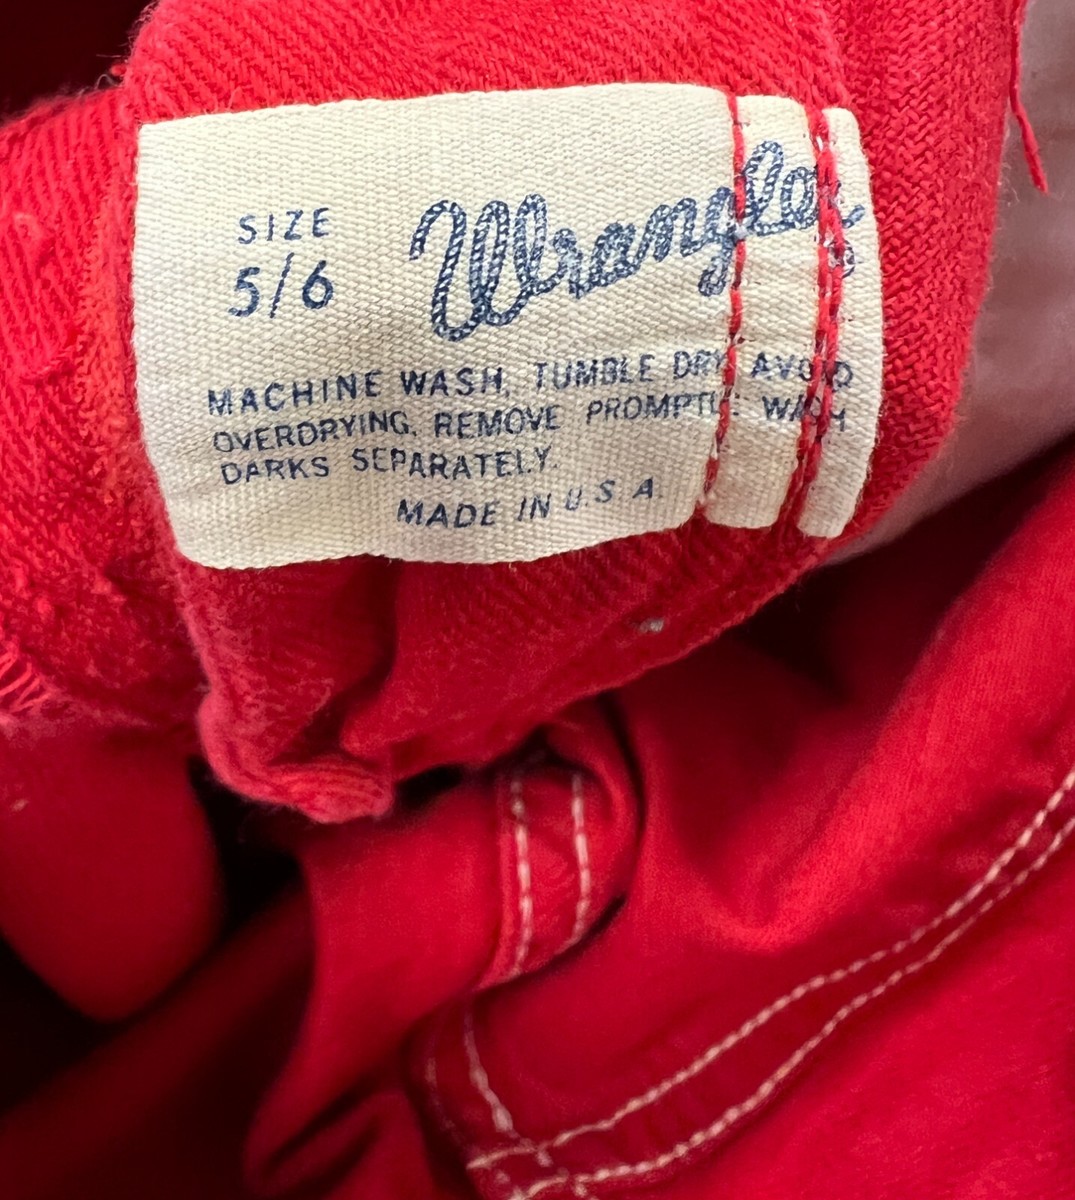 SIZE
5/6
Wrangler
MACHINE WASH, TUMBLE DRY. AVOID
OVERDRYING. REMOVE PROMPTLY. WASH
DARKS SEPARATELY.
MADE IN U.S.A.